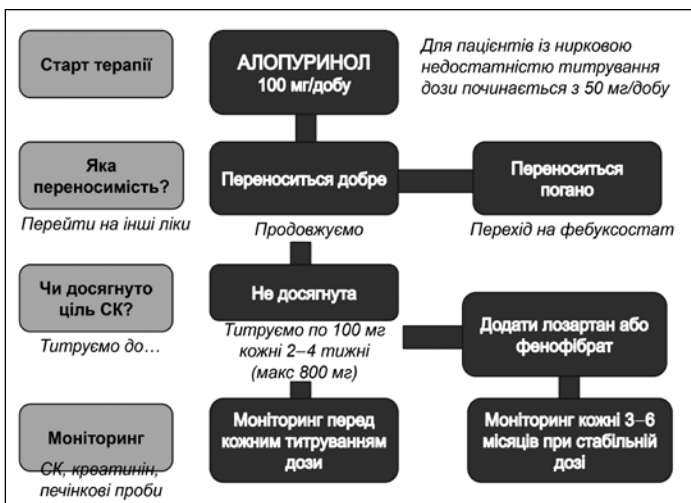 Старт терапії
АЛОПУРИНОЛ
100 мг/добу
Для пацієнтів із нирковою
недостатністю титрування
дози починається з 50 мг/добу
Яка
переносимість?
Перейти на інші ліки
Переноситься добре
Продовжуємо
Переноситься
погано
Перехід на фебуксостат
Чи досягнуто
ціль СК?
Титруємо до…
Не досягнута
Титруємо по 100 мг
кожні 2–4 тижні
(макс 800 мг)
Додати лозартан або
фенофібрат
Моніторинг
СК, креатинін,
печінкові проби
Моніторинг перед
кожним титруванням
дози
Моніторинг кожні 3–6
місяців при стабільній
дозі